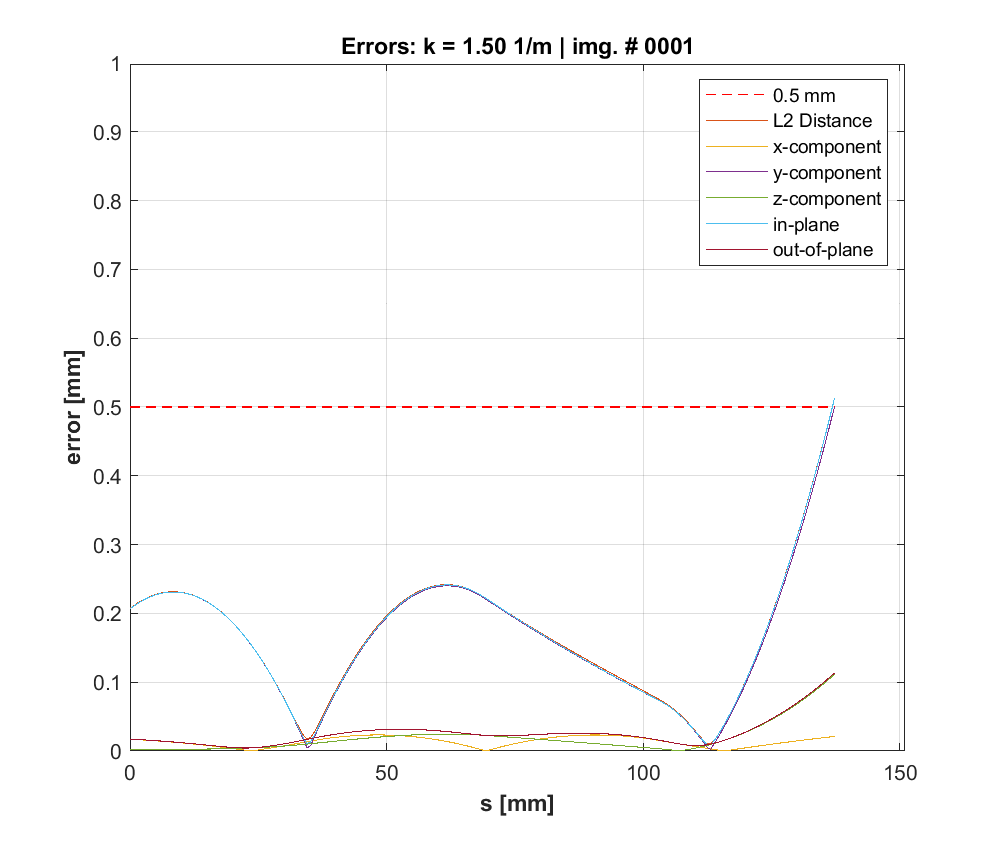 Errors: k = 1.50 1/m | img. # 0001
1
0.9
0.8
0.7
0.6
0.5
0.4
0.3
0.2
0.1
0
error [mm]
0.5 mm
L2 Distance
x-component
y-component
z-component
in-plane
out-of-plane
0
50
100
150
s [mm]